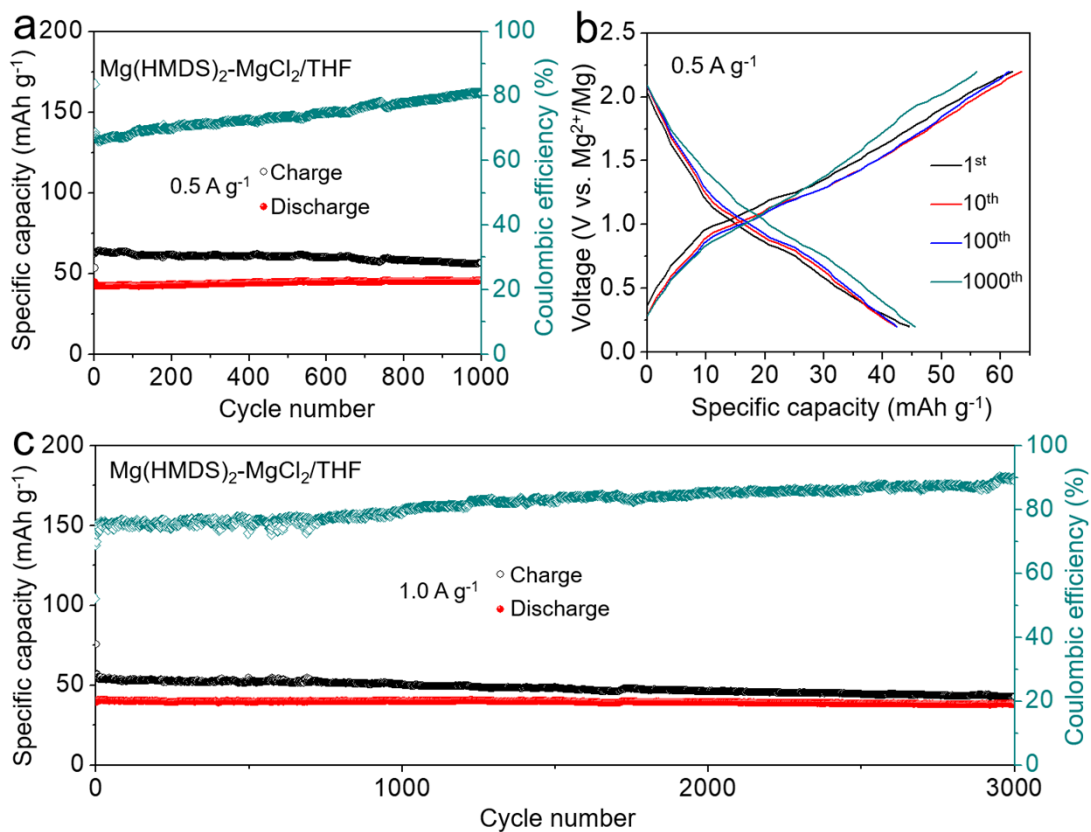 a
200
150
100
50
0
Specific capacity (mAh g⁻¹)
Mg(HMDS)₂-MgCl₂/THF
0.5 A g⁻¹
Charge
Discharge
100
80
60
40
20
0
Coulombic efficiency (%)
0 200 400 600 800 1000
Cycle number
b
2.5
2.0
1.5
1.0
0.5
0.0
Voltage (V vs. Mg²⁺/Mg)
0.5 A g⁻¹
1ˢᵗ
10ᵗʰ
100ᵗʰ
1000ᵗʰ
0 10 20 30 40 50 60
Specific capacity (mAh g⁻¹)
c
200
150
100
50
0
Specific capacity (mAh g⁻¹)
Mg(HMDS)₂-MgCl₂/THF
1.0 A g⁻¹
Charge
Discharge
100
80
60
40
20
0
Coulombic efficiency (%)
0 1000 2000 3000
Cycle number